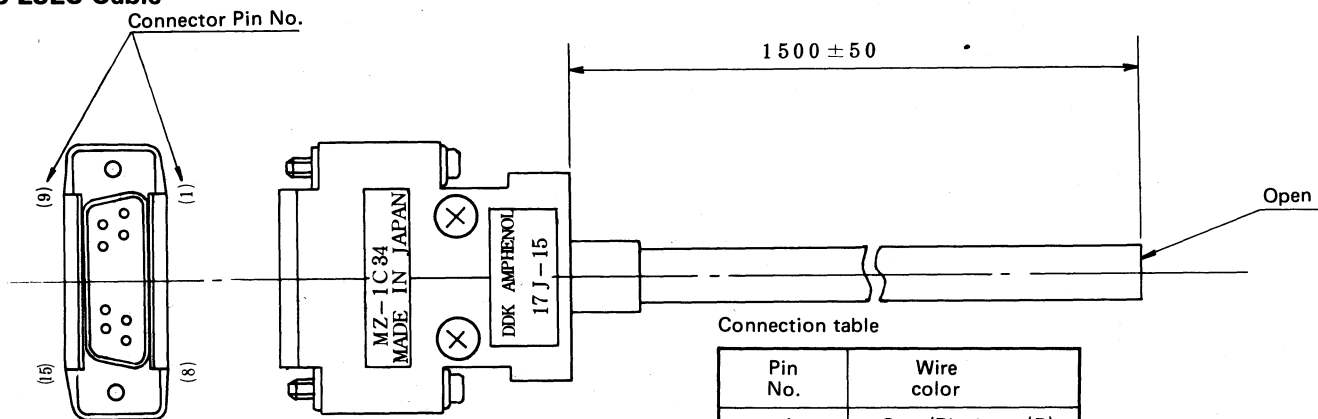 Cable
Connector Pin No.
1500±50
(9)
(1)
Open
MZ-1C34
MADE IN JAPAN
DDK AMPHENOL
17J-15
(15)
(8)
Connection table
Pin No.
Wire color